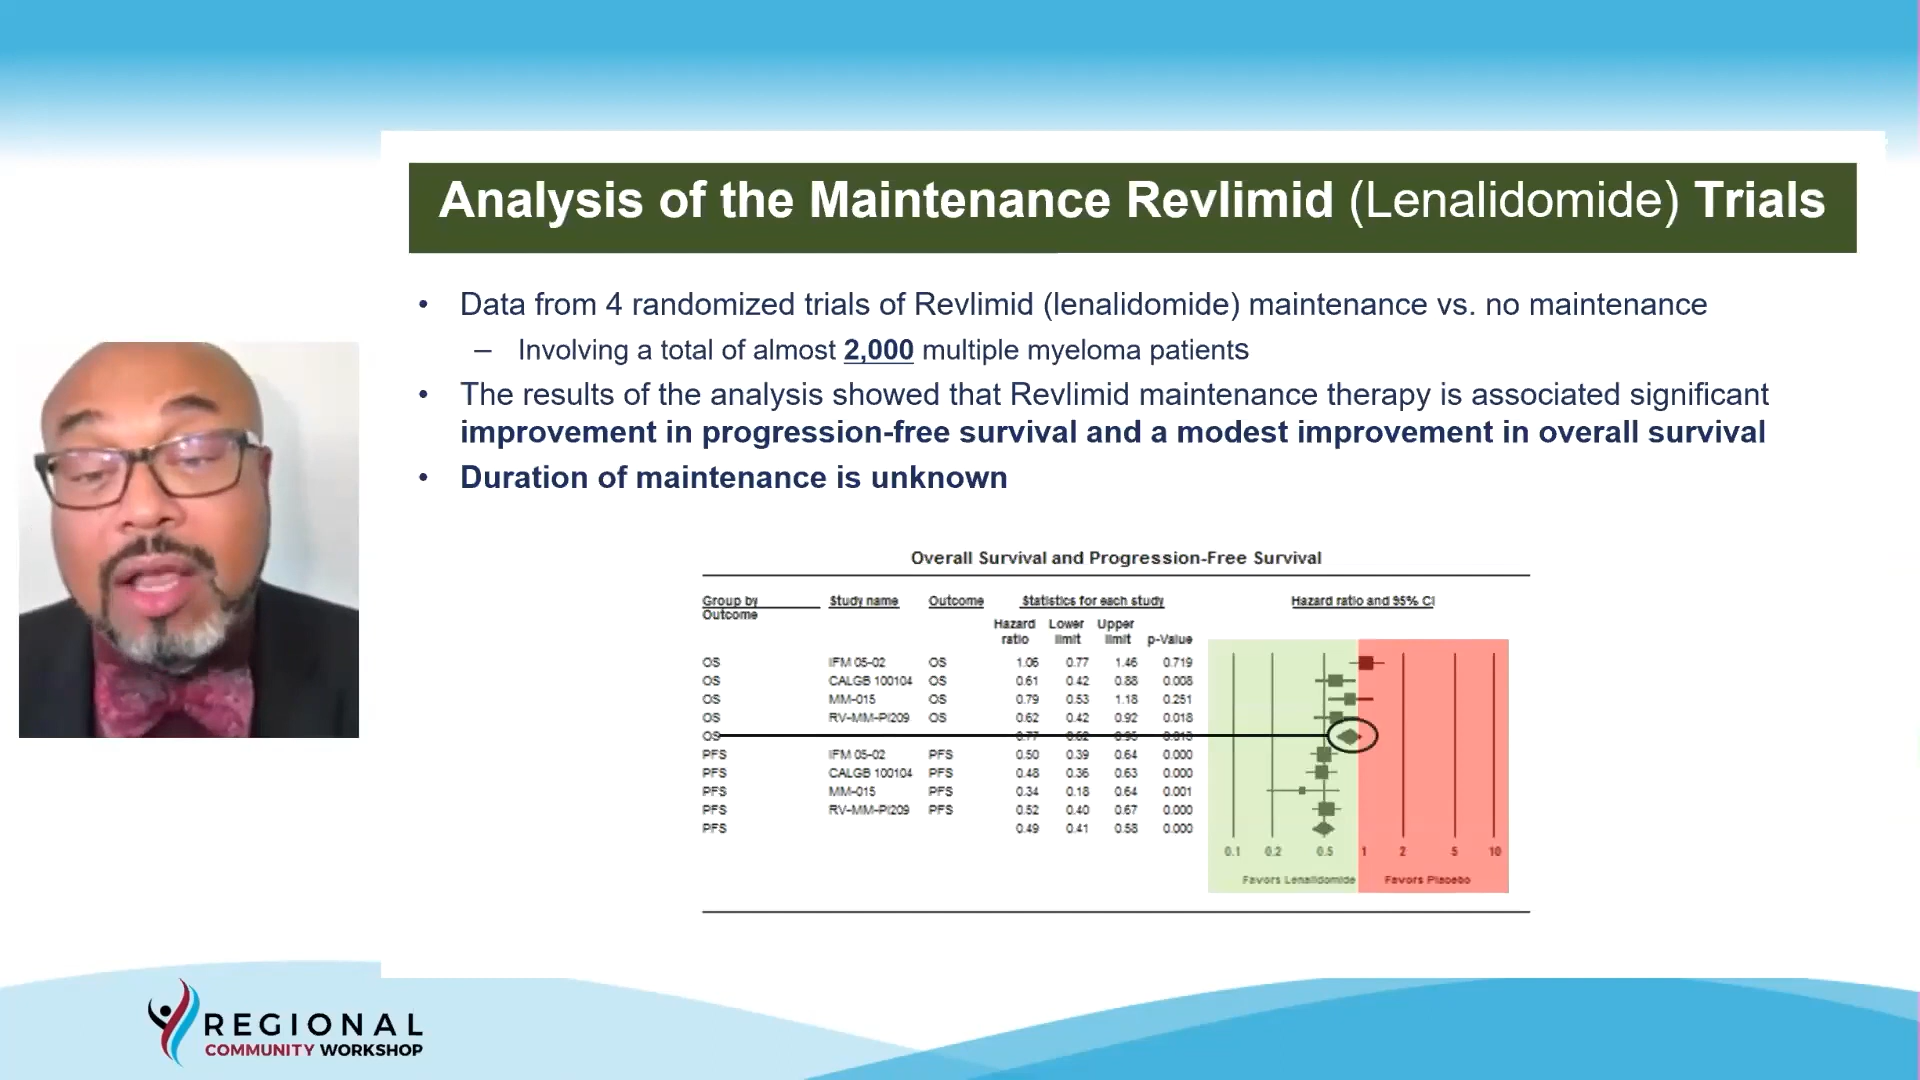 Analysis of the Maintenance Revlimid (Lenalidomide) Trials
• Data from 4 randomized trials of Revlimid (lenalidomide) maintenance vs. no maintenance
– Involving a total of almost 2,000 multiple myeloma patients
• The results of the analysis showed that Revlimid maintenance therapy is associated significant
improvement in progression-free survival and a modest improvement in overall survival
• Duration of maintenance is unknown
Overall Survival and Progression-Free Survival
Group by Outcome Study name Outcome Statistics for each study Hazard ratio and 95% CI
Hazard ratio Lower limit Upper limit p-Value
OS IFM 05-02 OS 1.06 0.77 1.46 0.719
OS CALGB 100104 OS 0.61 0.42 0.88 0.008
OS MM-015 OS 0.79 0.53 1.18 0.251
OS RV-MM-PI209 OS 0.62 0.42 0.92 0.018
OS
PFS IFM 05-02 PFS 0.50 0.39 0.64 0.000
PFS CALGB 100104 PFS 0.48 0.36 0.63 0.000
PFS MM-015 PFS 0.34 0.18 0.64 0.001
PFS RV-MM-PI209 PFS 0.52 0.40 0.67 0.000
PFS 0.49 0.41 0.58 0.000
0.1 0.2 0.5 1 2 5 10
Favors Lenalidomide Favors Placebo
REGIONAL
COMMUNITY WORKSHOP